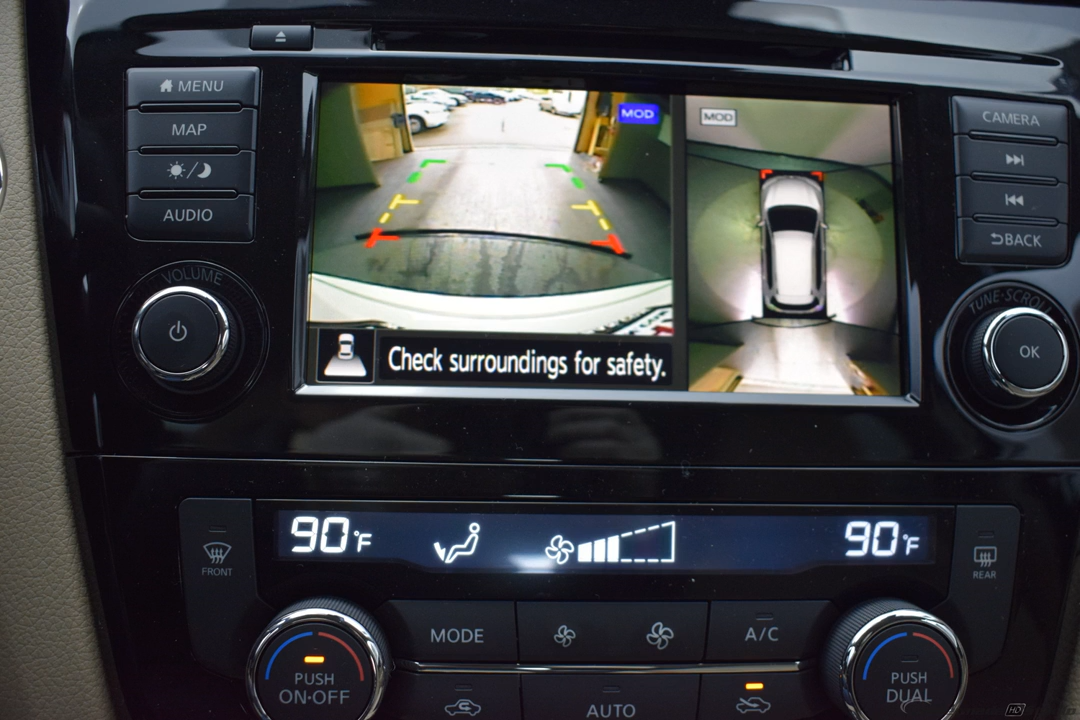 MENU
MAP
AUDIO
VOLUME
MOD
MOD
Check surroundings for safety.
CAMERA
BACK
TUNE·SCROLL
OK
90°F
90°F
FRONT
REAR
MODE
A/C
PUSH
ON·OFF
PUSH
DUAL
AUTO
HD